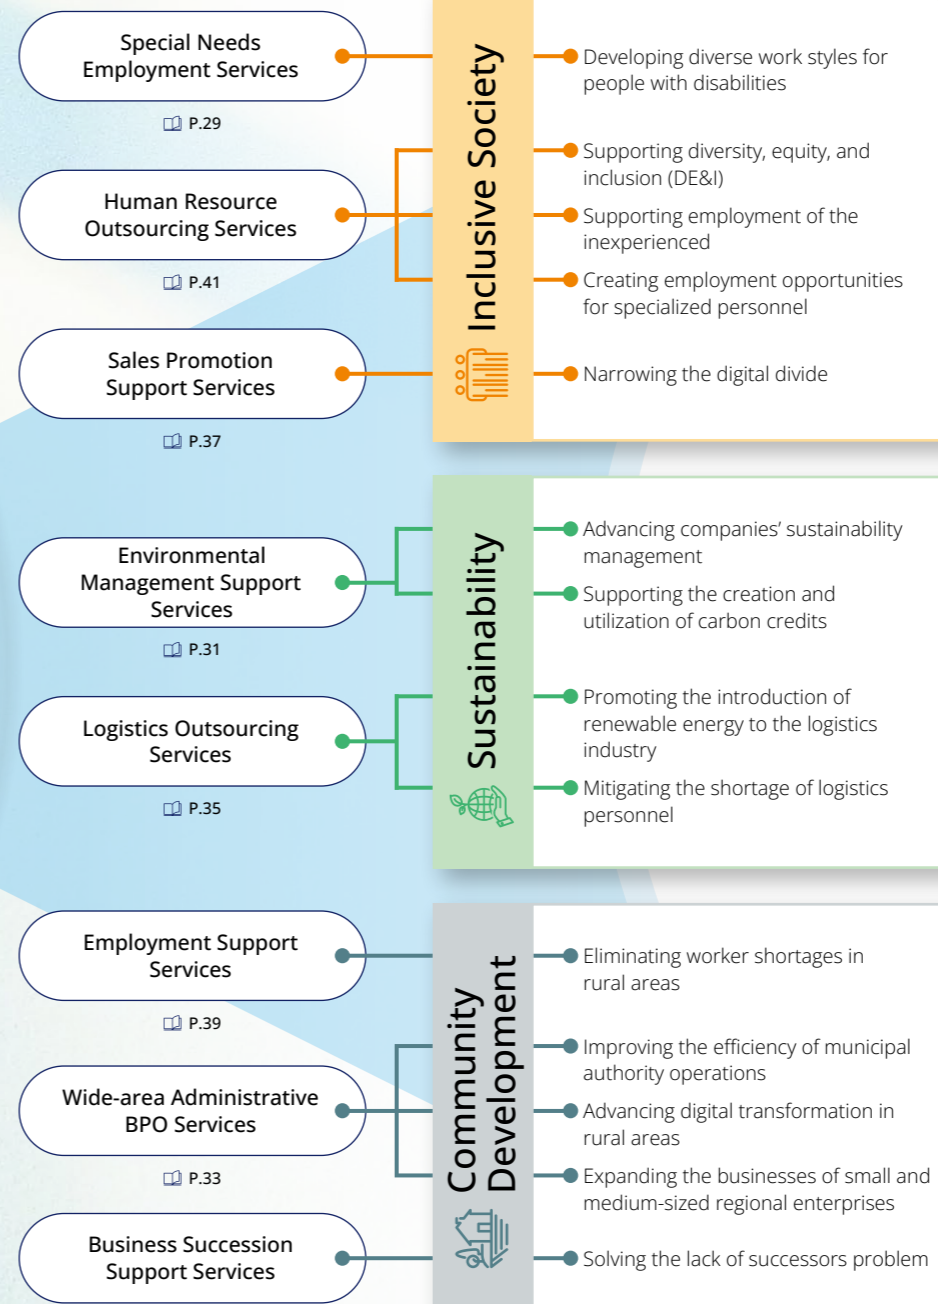 Special Needs
Employment Services
P.29
Human Resource
Outsourcing Services
P.41
Sales Promotion
Support Services
P.37
Inclusive Society
Developing diverse work styles for
people with disabilities
Supporting diversity, equity, and
inclusion (DE&I)
Supporting employment of the
inexperienced
Creating employment opportunities
for specialized personnel
Narrowing the digital divide
Environmental
Management Support
Services
P.31
Logistics Outsourcing
Services
P.35
Sustainability
Advancing companies’ sustainability
management
Supporting the creation and
utilization of carbon credits
Promoting the introduction of
renewable energy to the logistics
industry
Mitigating the shortage of logistics
personnel
Employment Support
Services
P.39
Wide-area Administrative
BPO Services
P.33
Business Succession
Support Services
Community
Development
Eliminating worker shortages in
rural areas
Improving the efficiency of municipal
authority operations
Advancing digital transformation in
rural areas
Expanding the businesses of small and
medium-sized regional enterprises
Solving the lack of successors problem